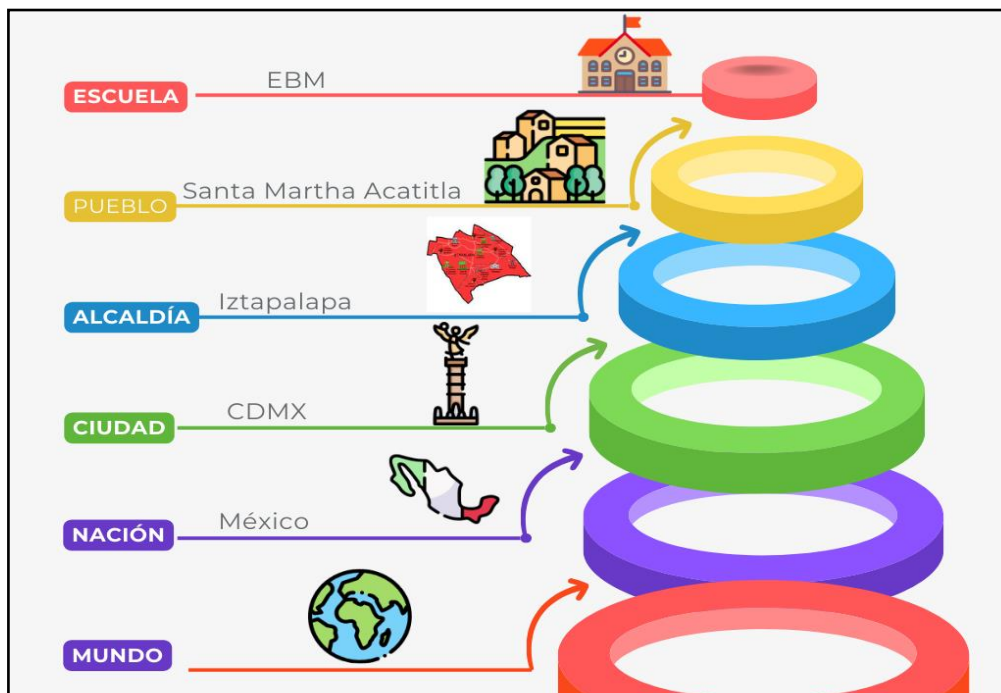 ESCUELA EBM
PUEBLO Santa Martha Acatitla
ALCALDÍA Iztapalapa
CIUDAD CDMX
NACIÓN México
MUNDO